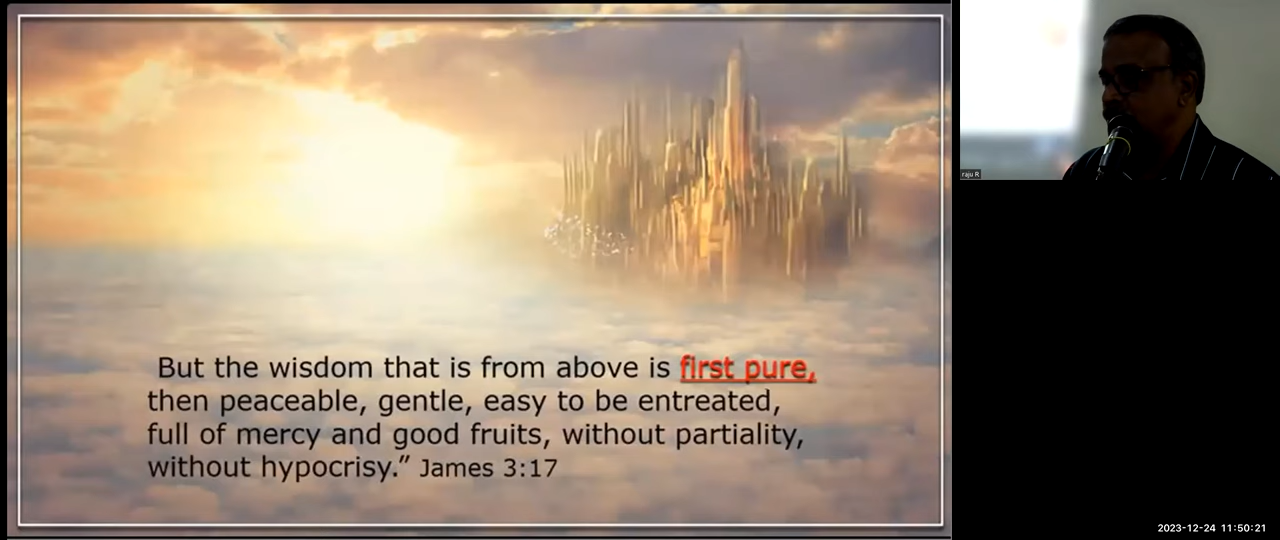 But the wisdom that is from above is first pure,
then peaceable, gentle, easy to be entreated,
full of mercy and good fruits, without partiality,
without hypocrisy.” James 3:17
raju R
2023-12-24 11:50:21